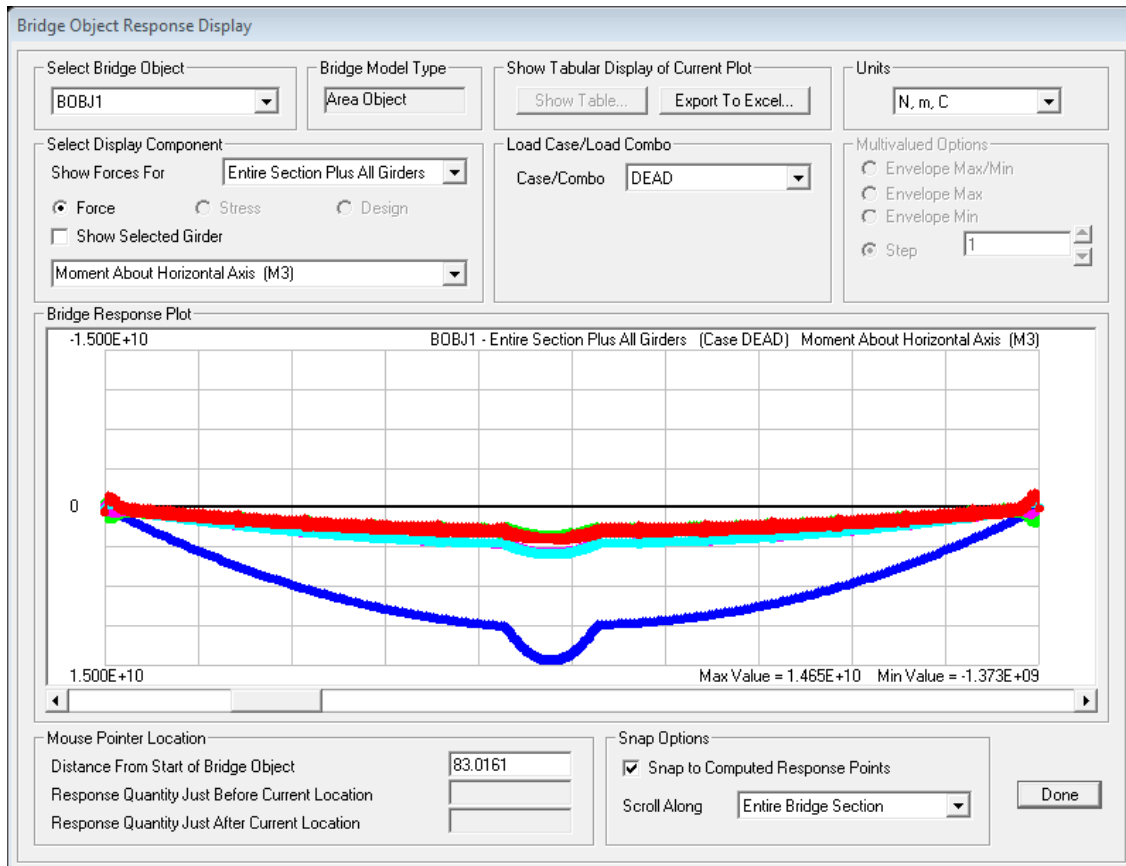 Bridge Object Response Display
Select Bridge Object
BOBJ1
Bridge Model Type
Area Object
Show Tabular Display of Current Plot
Show Table...
Export To Excel...
Units
N, m, C
Select Display Component
Show Forces For
Entire Section Plus All Girders
Force
Stress
Design
Show Selected Girder
Moment About Horizontal Axis (M3)
Load Case/Load Combo
Case/Combo
DEAD
Multivalued Options
Envelope Max/Min
Envelope Max
Envelope Min
Step
1
Bridge Response Plot
-1.500E+10
BOBJ1 - Entire Section Plus All Girders (Case DEAD) Moment About Horizontal Axis (M3)
0
1.500E+10
Max Value = 1.465E+10 Min Value = -1.373E+09
Mouse Pointer Location
Distance From Start of Bridge Object
83.0161
Response Quantity Just Before Current Location
Response Quantity Just After Current Location
Snap Options
Snap to Computed Response Points
Scroll Along
Entire Bridge Section
Done